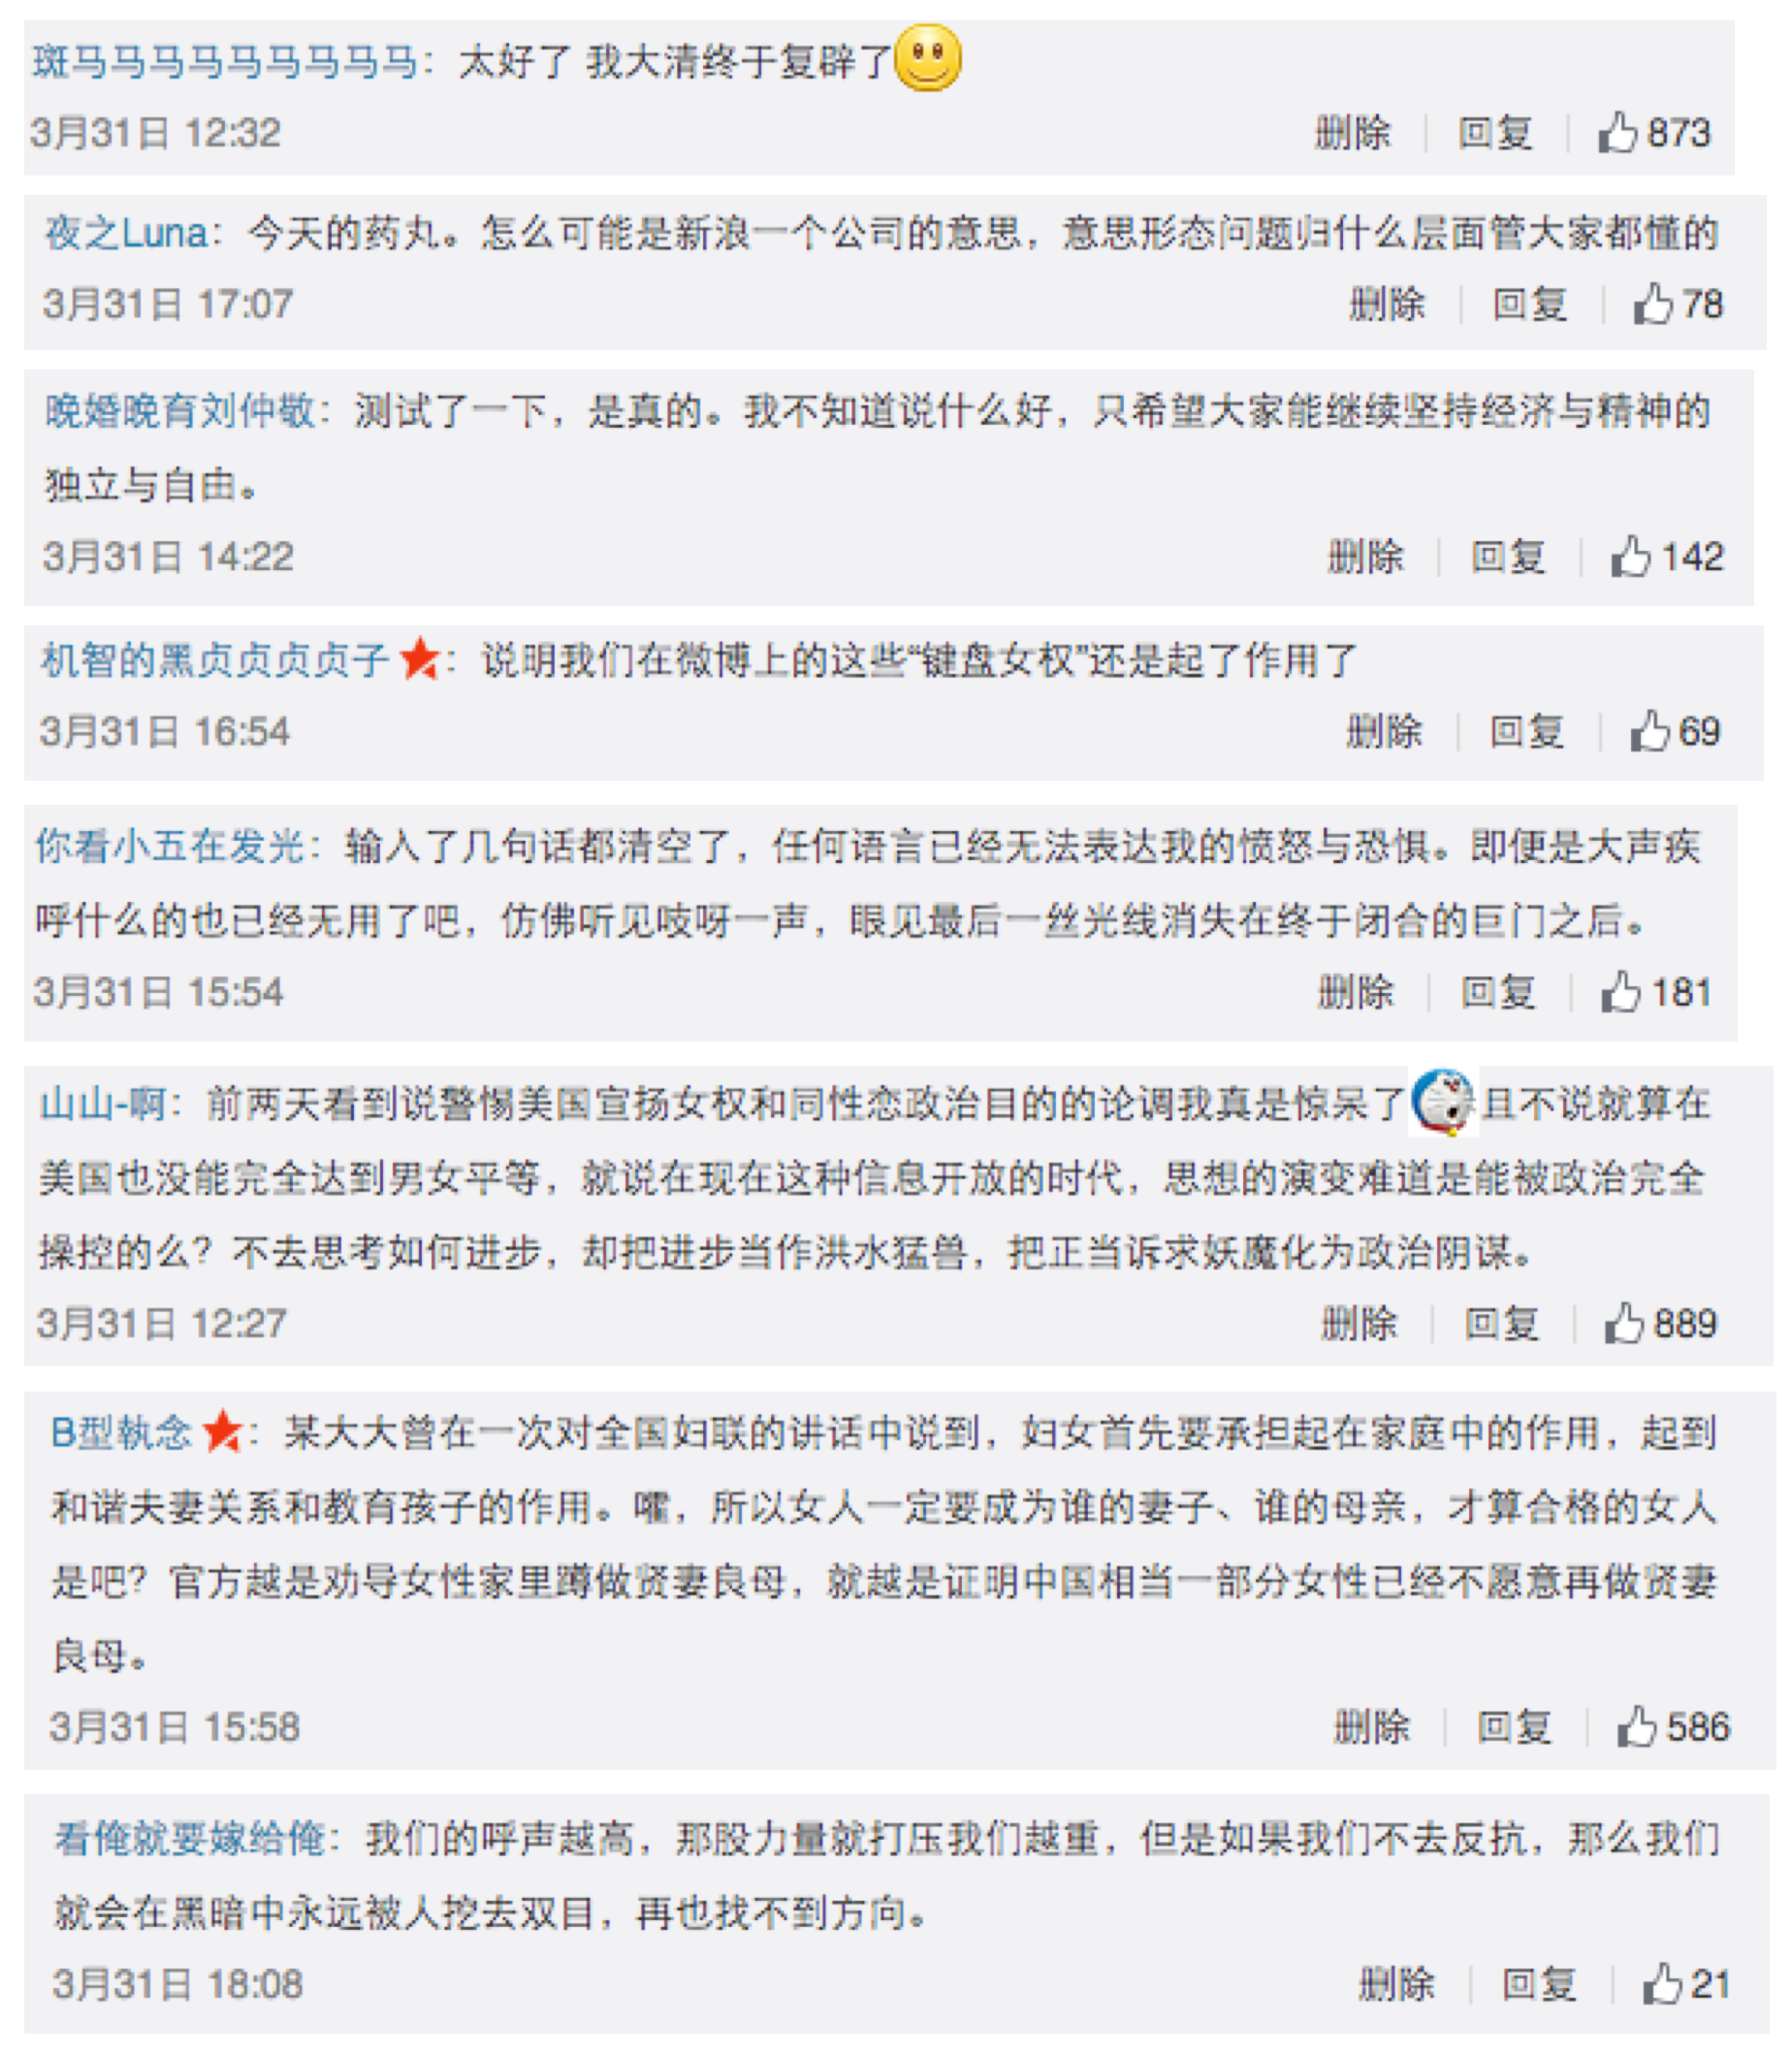 斑马马马马马马马马马：太好了 我大清终于复辟了
3月31日 12:32 删除 回复 873
夜之Luna：今天的药丸。怎么可能是新浪一个公司的意思，意思形态问题归什么层面管大家都懂的
3月31日 17:07 删除 回复 78
晚婚晚育刘仲敬：测试了一下，是真的。我不知道说什么好，只希望大家能继续坚持经济与精神的
独立与自由。
3月31日 14:22 删除 回复 142
机智的黑贞贞贞贞子：说明我们在微博上的这些“键盘女权”还是起了作用了
3月31日 16:54 删除 回复 69
你看小五在发光：输入了几句话都清空了，任何语言已经无法表达我的愤怒与恐惧。即便是大声疾
呼什么的也已经无用了吧，仿佛听见吱呀一声，眼见最后一丝光线消失在终于闭合的巨门之后。
3月31日 15:54 删除 回复 181
山山-啊：前两天看到说警惕美国宣扬女权和同性恋政治目的的论调我真是惊呆了且不说就算在
美国也没能完全达到男女平等，就说在现在这种信息开放的时代，思想的演变难道是能被政治完全
操控的么？不去思考如何进步，却把进步当作洪水猛兽，把正当诉求妖魔化为政治阴谋。
3月31日 12:27 删除 回复 889
B型執念：某大大曾在一次对全国妇联的讲话中说到，妇女首先要承担起在家庭中的作用，起到
和谐夫妻关系和教育孩子的作用。嚯，所以女人一定要成为谁的妻子、谁的母亲，才算合格的女人
是吧？官方越是劝导女性家里蹲做贤妻良母，就越是证明中国相当一部分女性已经不愿意再做贤妻
良母。
3月31日 15:58 删除 回复 586
看俺就要嫁给俺：我们的呼声越高，那股力量就打压我们越重，但是如果我们不去反抗，那么我们
就会在黑暗中永远被人挖去双目，再也找不到方向。
3月31日 18:08 删除 回复 21